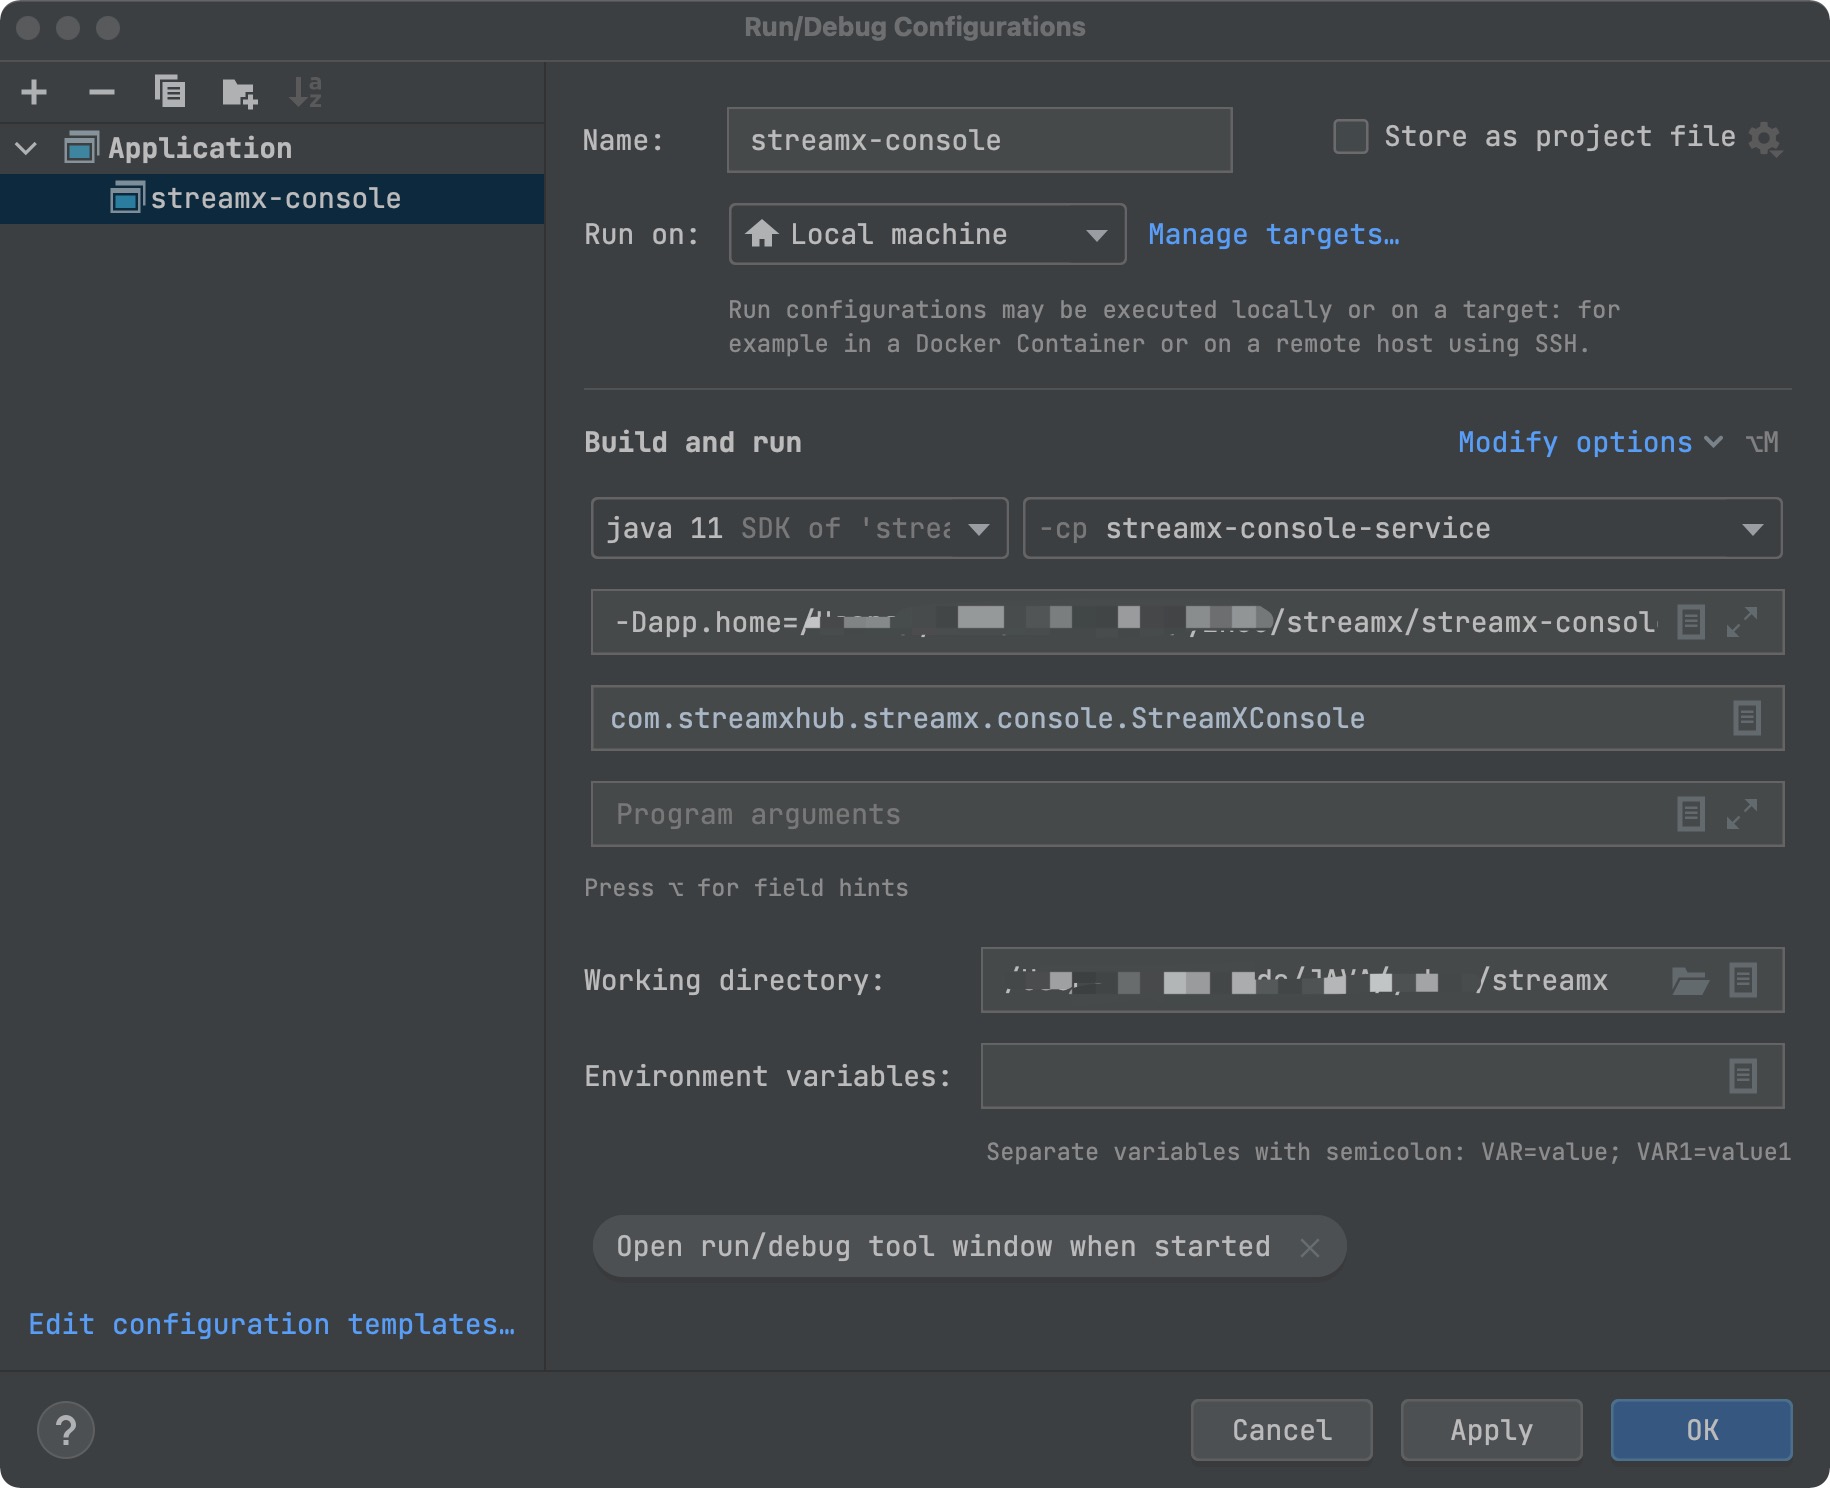 Run/Debug Configurations
Application
streamx-console
Edit configuration templates…
Name: streamx-console Store as project file
Run on: Local machine Manage targets…
Run configurations may be executed locally or on a target: for
example in a Docker Container or on a remote host using SSH.
Build and run Modify options ⌥M
java 11 SDK of 'strea -cp streamx-console-service
-Dapp.home=/ /streamx/streamx-consol
com.streamxhub.streamx.console.StreamXConsole
Program arguments
Press ⌥ for field hints
Working directory: /streamx
Environment variables:
Separate variables with semicolon: VAR=value; VAR1=value1
Open run/debug tool window when started
? Cancel Apply OK